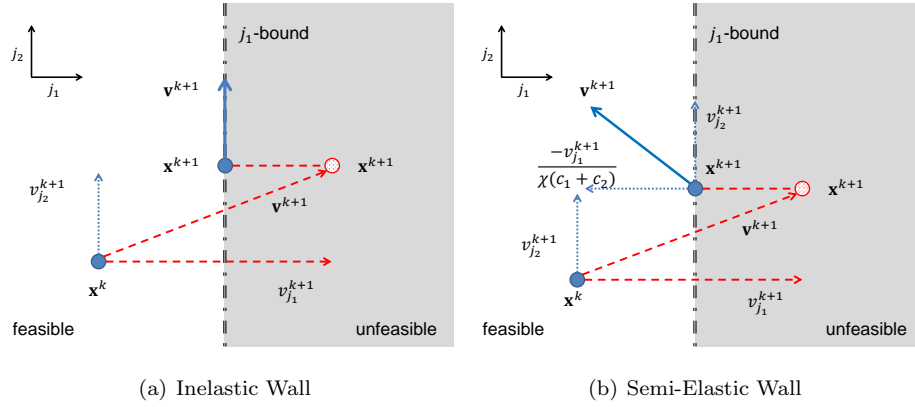 j₂
j₁
j₁-bound
v^{k+1}
x^{k+1}
x^{k+1}
v_{j₂}^{k+1}
v^{k+1}
x^k
v_{j₁}^{k+1}
feasible
unfeasible
(a) Inelastic Wall
j₂
j₁
j₁-bound
v^{k+1}
v_{j₂}^{k+1}
x^{k+1}
−v_{j₁}^{k+1}
χ(c₁ + c₂)
x^{k+1}
v^{k+1}
v_{j₂}^{k+1}
x^k
v_{j₁}^{k+1}
feasible
unfeasible
(b) Semi-Elastic Wall